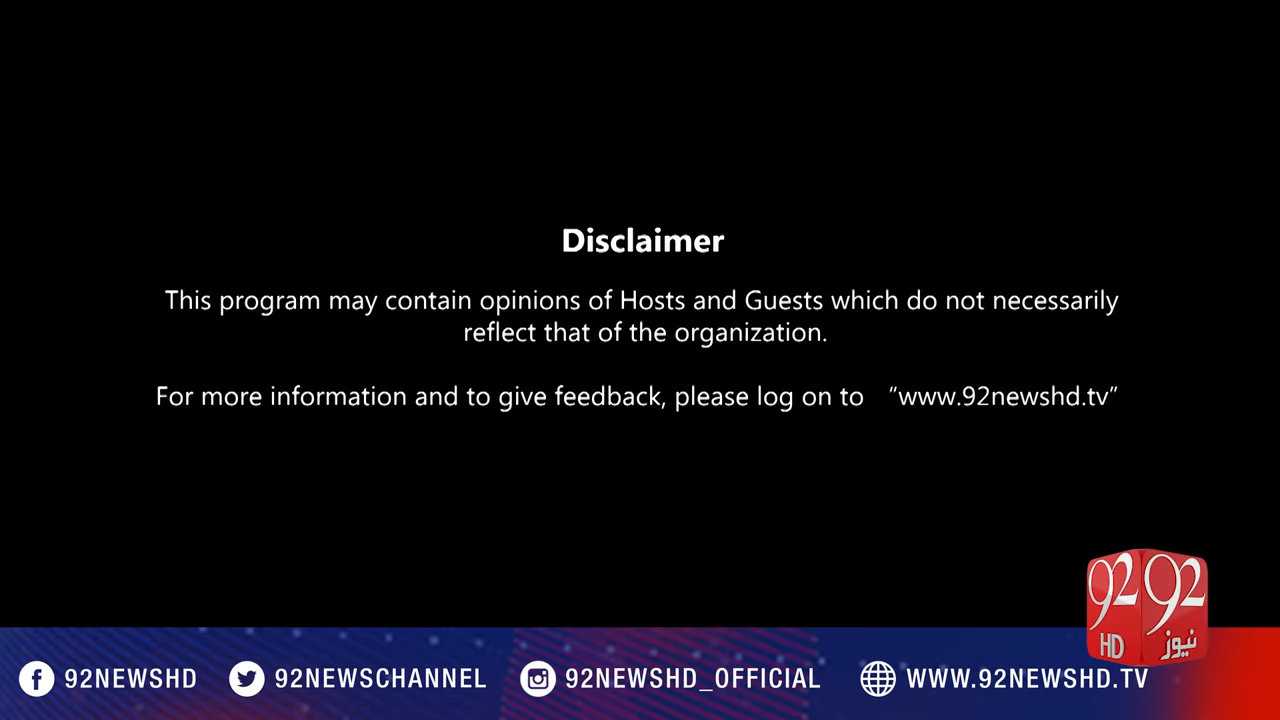 Disclaimer
This program may contain opinions of Hosts and Guests which do not necessarily
reflect that of the organization.
For more information and to give feedback, please log on to “www.92newshd.tv”
92 92
HD نیوز
92NEWSHD 92NEWSCHANNEL 92NEWSHD_OFFICIAL WWW.92NEWSHD.TV